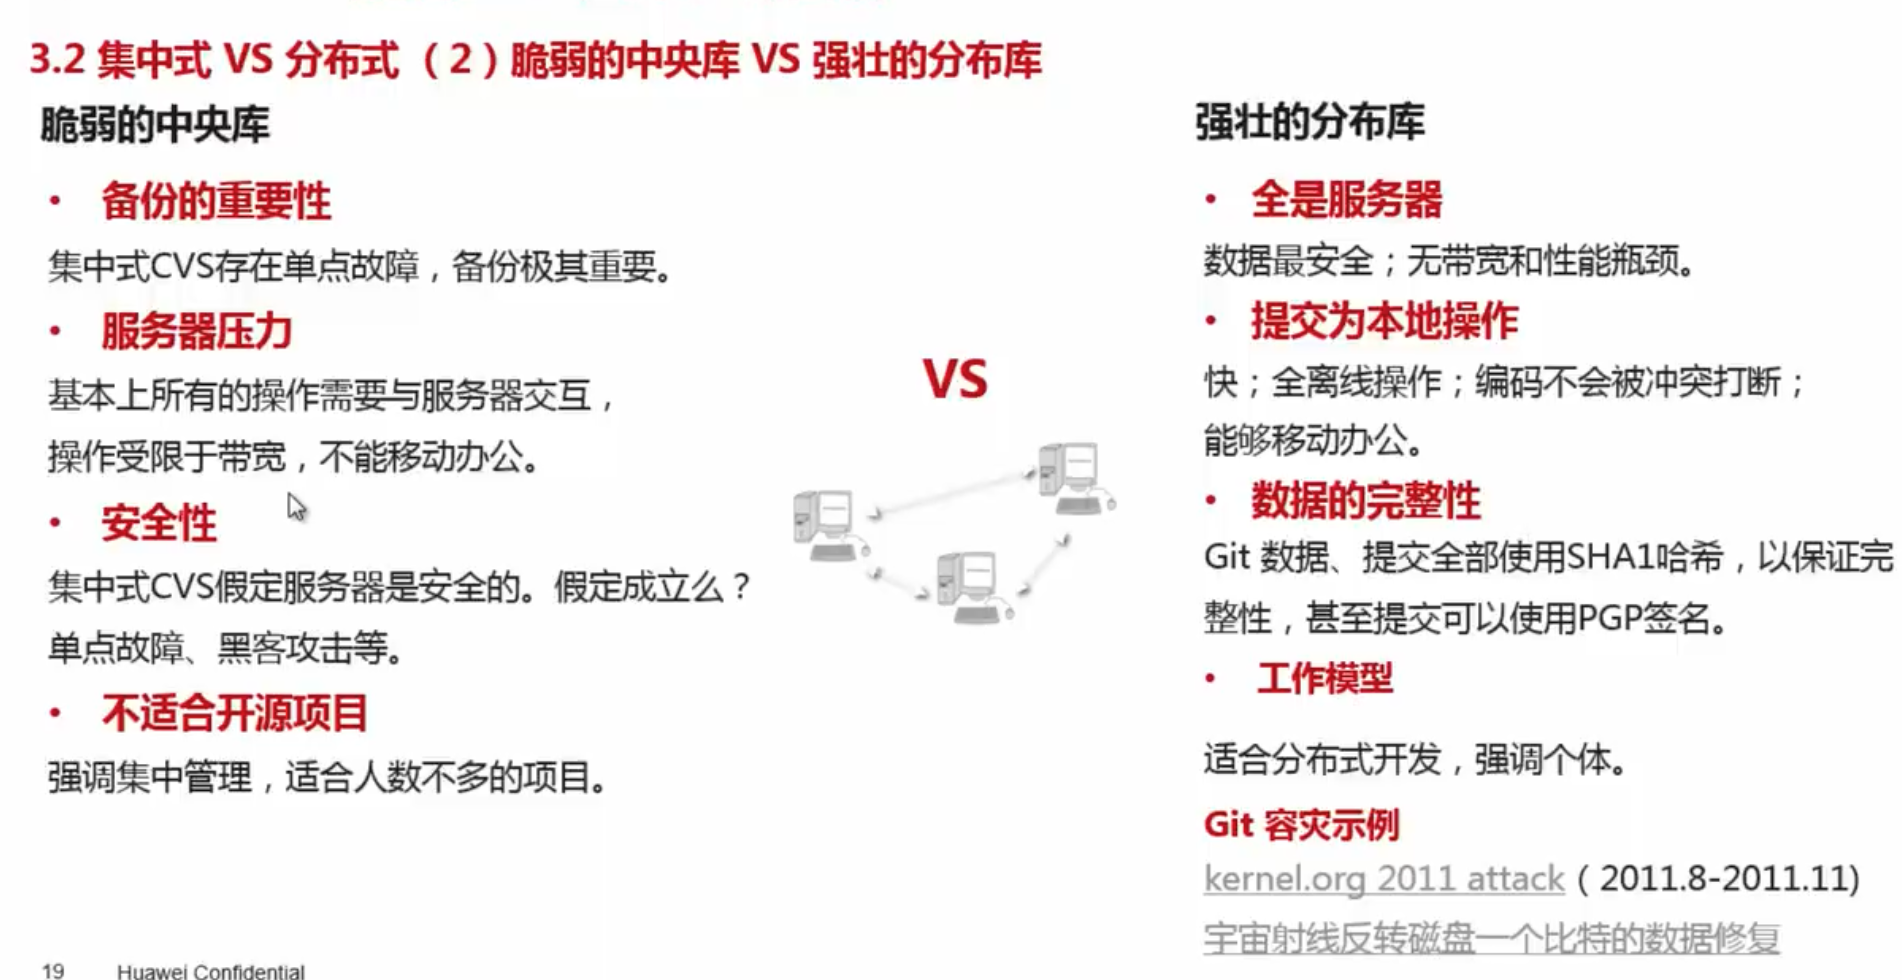 3.2 集中式 VS 分布式（2）脆弱的中央库 VS 强壮的分布库
脆弱的中央库
• 备份的重要性
集中式CVS存在单点故障，备份极其重要。
• 服务器压力
基本上所有的操作需要与服务器交互，
操作受限于带宽，不能移动办公。
• 安全性
集中式CVS假定服务器是安全的。假定成立么？
单点故障、黑客攻击等。
• 不适合开源项目
强调集中管理，适合人数不多的项目。
VS
强壮的分布库
• 全是服务器
数据最安全；无带宽和性能瓶颈。
• 提交为本地操作
快；全离线操作；编码不会被冲突打断；
能够移动办公。
• 数据的完整性
Git 数据、提交全部使用SHA1哈希，以保证完
整性，甚至提交可以使用PGP签名。
• 工作模型
适合分布式开发，强调个体。
Git 容灾示例
kernel.org 2011 attack（2011.8-2011.11)
宇宙射线反转磁盘一个比特的数据修复
19 Huawei Confidential